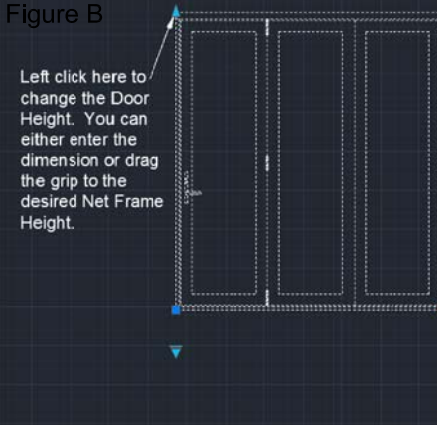 Figure B
Left click here to
change the Door
Height. You can
either enter the
dimension or drag
the grip to the
desired Net Frame
Height.